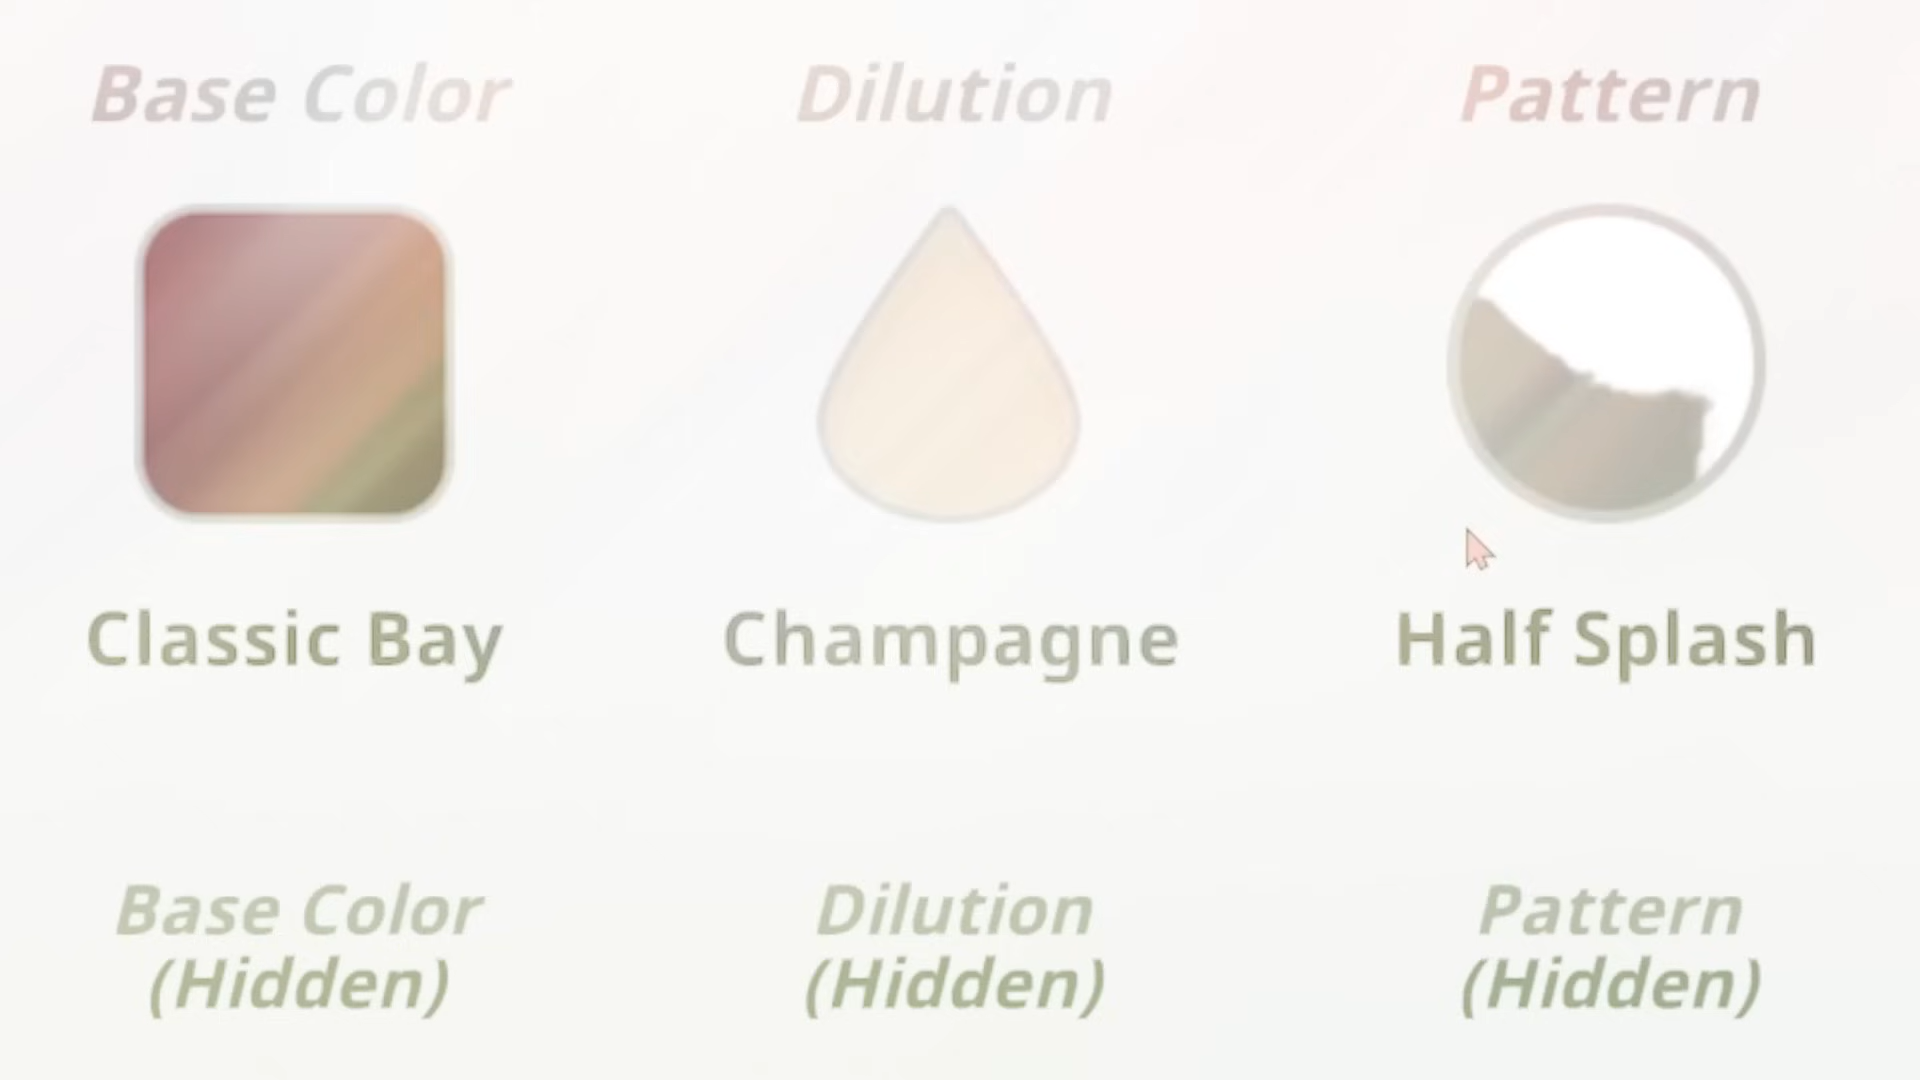 Base Color Dilution Pattern
Classic Bay Champagne Half Splash
Base Color Dilution Pattern
(Hidden) (Hidden) (Hidden)